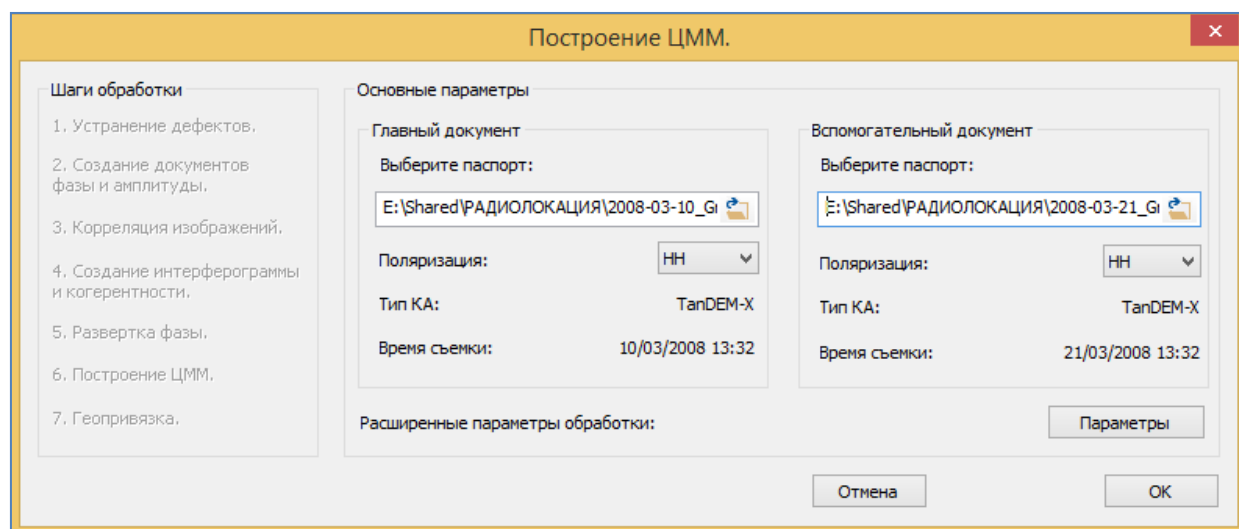 Построение ЦММ.
Шаги обработки
1. Устранение дефектов.
2. Создание документов
фазы и амплитуды.
3. Корреляция изображений.
4. Создание интерферограммы
и когерентности.
5. Развертка фазы.
6. Построение ЦММ.
7. Геопривязка.
Основные параметры
Главный документ
Выберите паспорт:
E:\Shared\РАДИОЛОКАЦИЯ\2008-03-10_Gr
Поляризация:
HH
Тип КА:
TanDEM-X
Время съемки:
10/03/2008 13:32
Вспомогательный документ
Выберите паспорт:
E:\Shared\РАДИОЛОКАЦИЯ\2008-03-21_Gr
Поляризация:
HH
Тип КА:
TanDEM-X
Время съемки:
21/03/2008 13:32
Расширенные параметры обработки:
Параметры
Отмена
OK